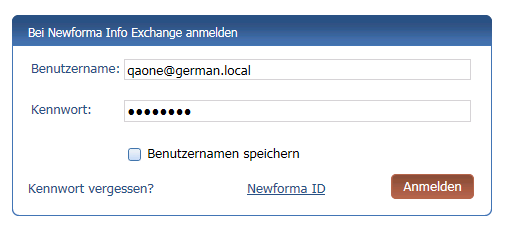 Bei Newforma Info Exchange anmelden
Benutzername: qaone@german.local
Kennwort: ●●●●●●●●
Benutzernamen speichern
Kennwort vergessen? Newforma ID Anmelden